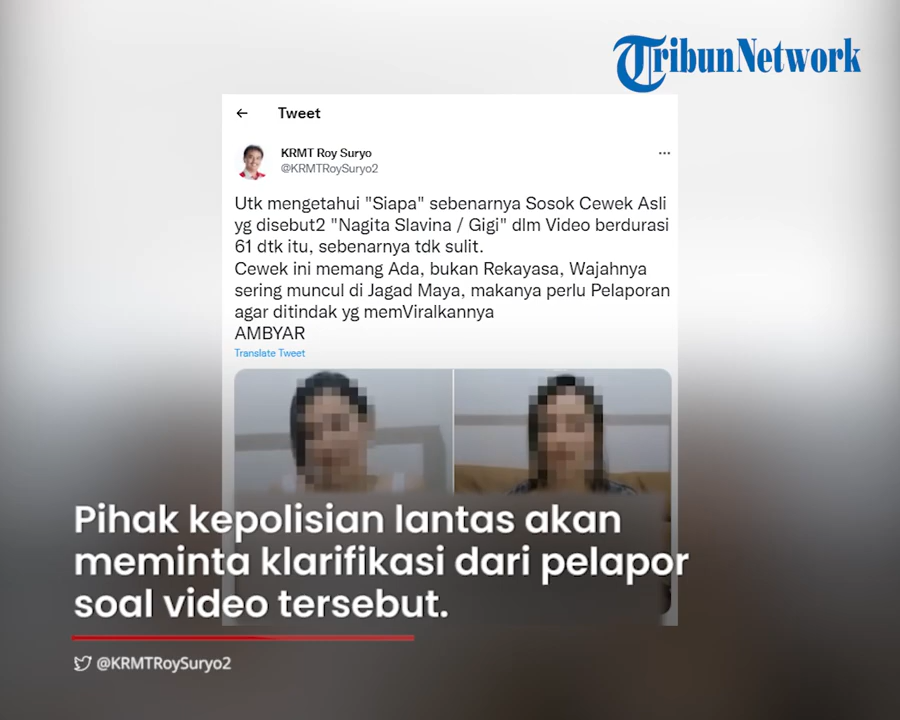 TribunNetwork
Tweet
KRMT Roy Suryo
@KRMTRoySuryo2
Utk mengetahui "Siapa" sebenarnya Sosok Cewek Asli
yg disebut2 "Nagita Slavina / Gigi" dlm Video berdurasi
61 dtk itu, sebenarnya tdk sulit.
Cewek ini memang Ada, bukan Rekayasa, Wajahnya
sering muncul di Jagad Maya, makanya perlu Pelaporan
agar ditindak yg memViralkannya
AMBYAR
Translate Tweet
Pihak kepolisian lantas akan
meminta klarifikasi dari pelapor
soal video tersebut.
@KRMTRoySuryo2